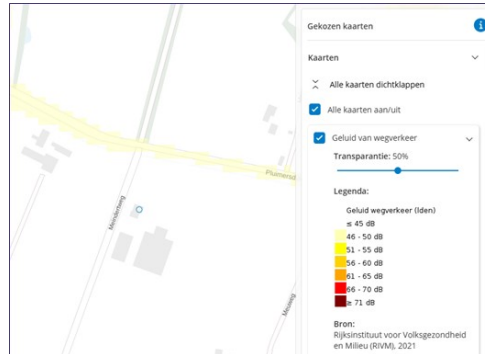 Gekozen kaarten
Kaarten
Alle kaarten dichtklappen
Alle kaarten aan/uit
Geluid van wegverkeer
Transparantie: 50%
Legenda:
Geluid wegverkeer (lden)
≤ 45 dB
46 - 50 dB
51 - 55 dB
56 - 60 dB
61 - 65 dB
66 - 70 dB
≥ 71 dB
Bron:
Rijksinstituut voor Volksgezondheid
en Milieu (RIVM), 2021